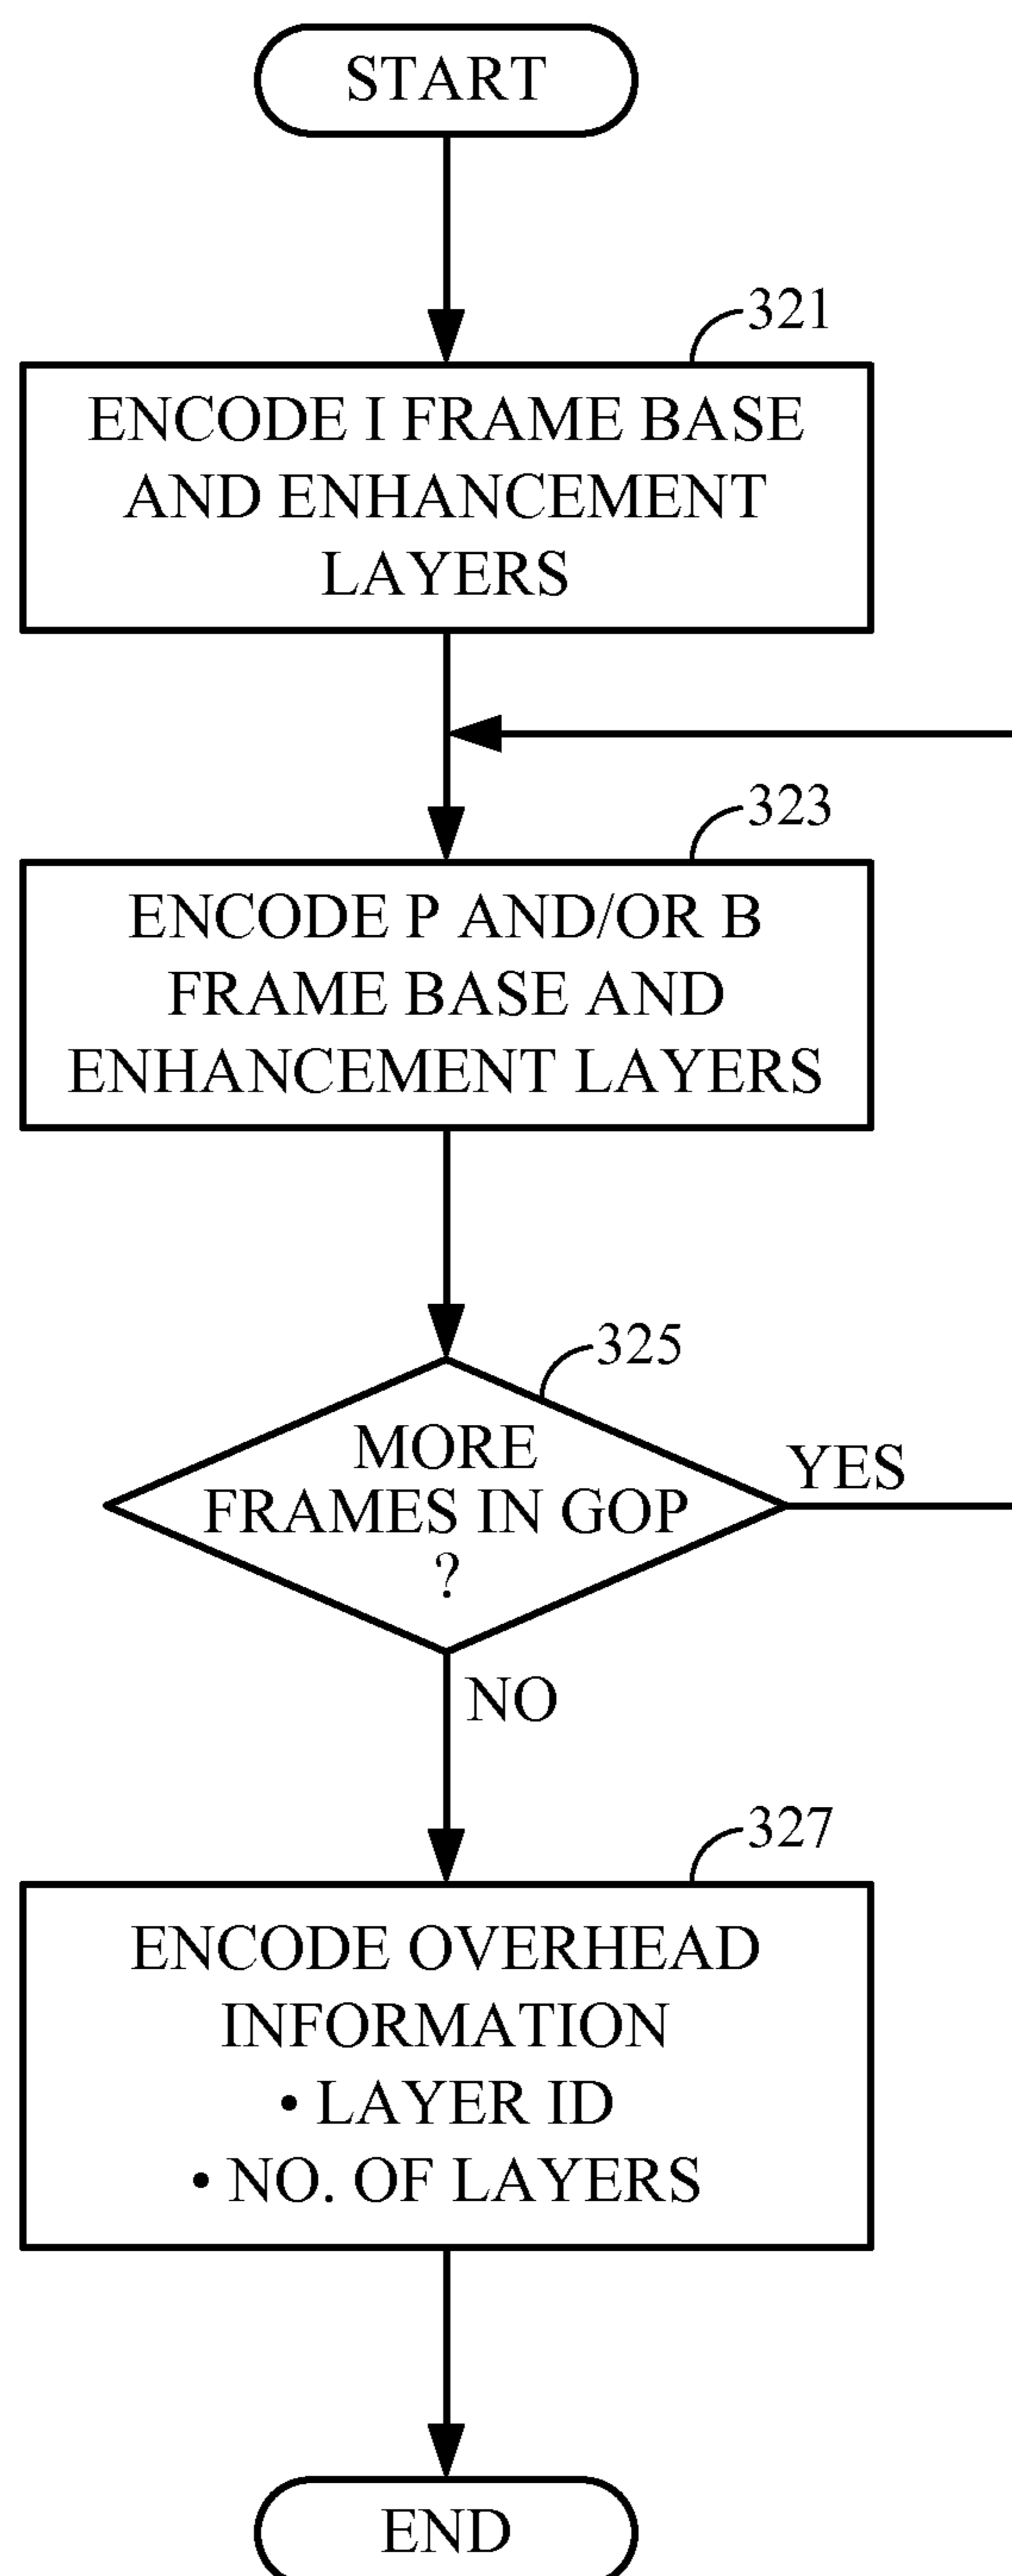 START
321
ENCODE I FRAME BASE
AND ENHANCEMENT
LAYERS
323
ENCODE P AND/OR B
FRAME BASE AND
ENHANCEMENT LAYERS
325
MORE
FRAMES IN GOP
?
YES
NO
327
ENCODE OVERHEAD
INFORMATION
• LAYER ID
• NO. OF LAYERS
END